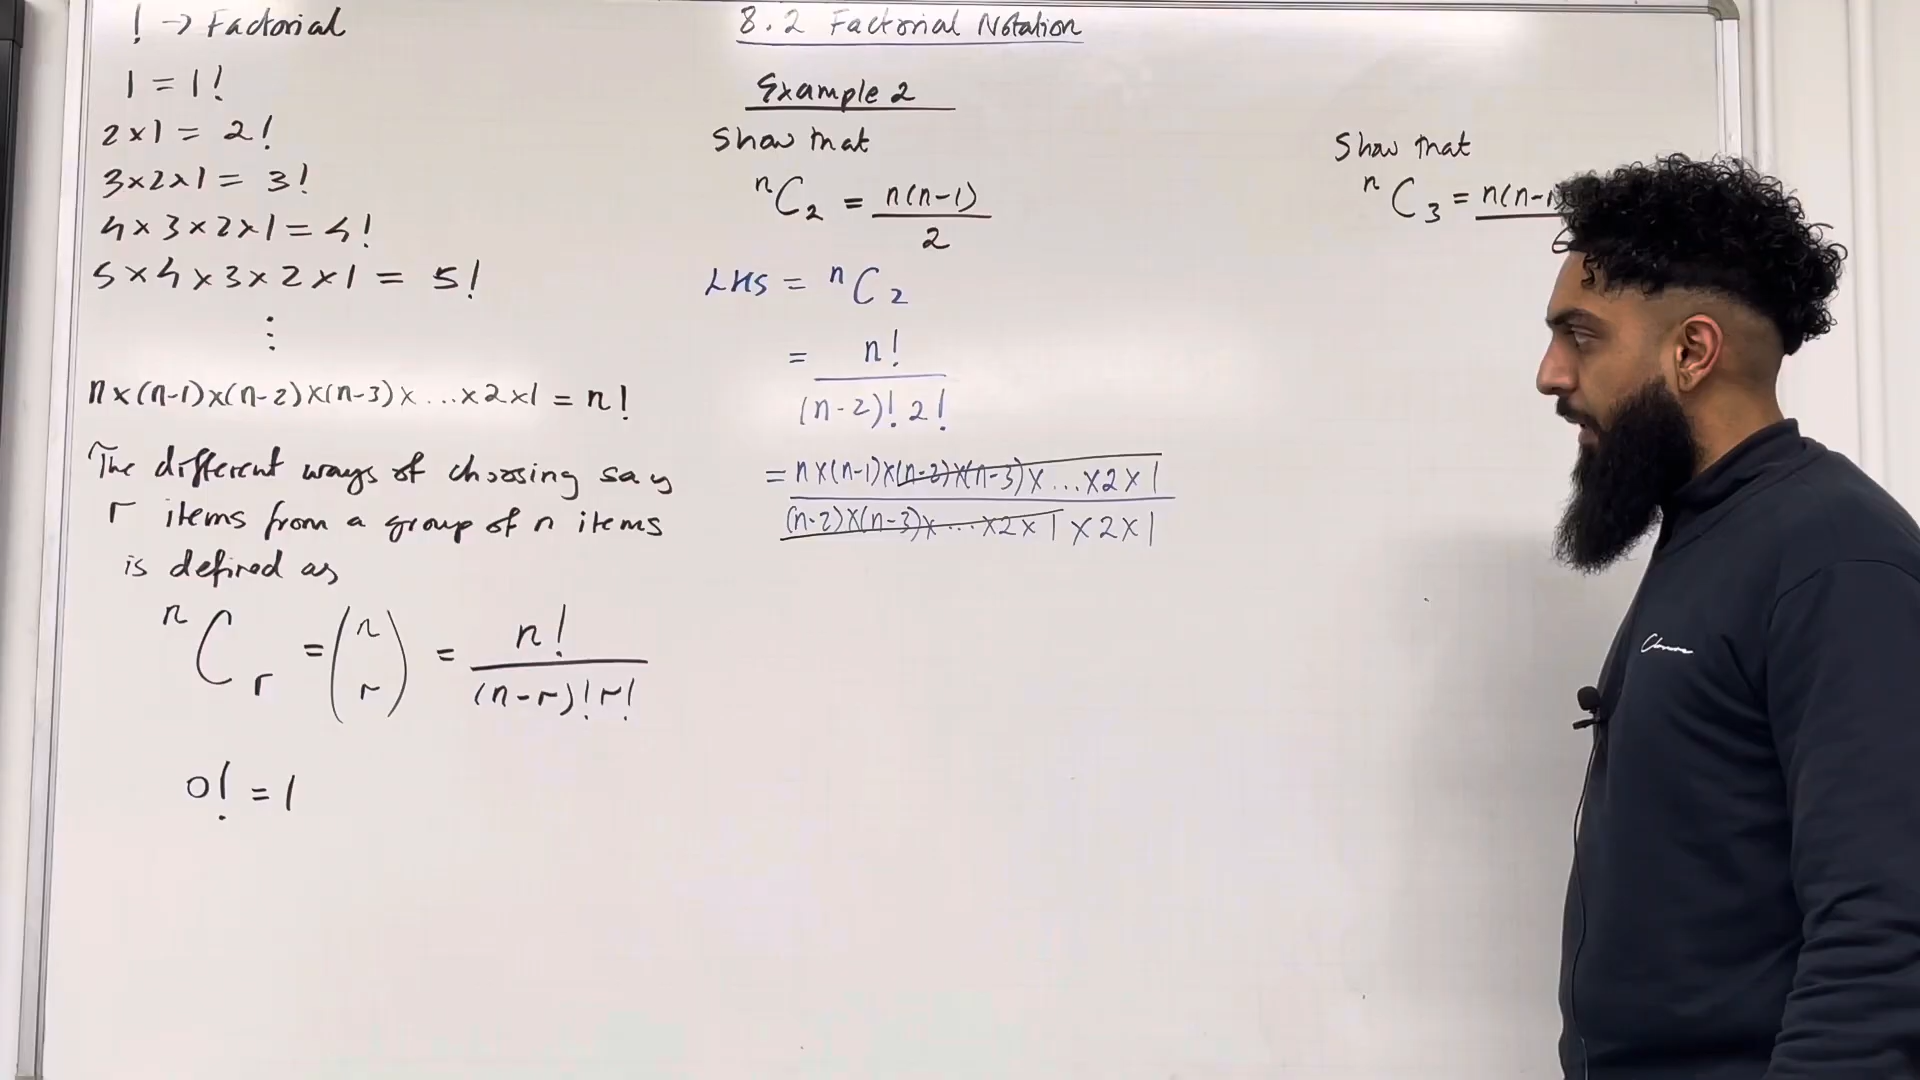 ! → Factorial
1 = 1!
2×1 = 2!
3×2×1 = 3!
4×3×2×1 = 4!
5×4×3×2×1 = 5!
⋮
n×(n-1)×(n-2)×(n-3)×...×2×1 = n!
The different ways of choosing say
r items from a group of n items
is defined as
ⁿCᵣ = (n r) = n! / (n-r)!r!
0! = 1
8.2 Factorial Notation
Example 2
Show that
ⁿC₂ = n(n-1) / 2
LHS = ⁿC₂
= n! / (n-2)! 2!
= n×(n-1)×(n-2)×(n-3)×...×2×1
(n-2)×(n-3)×...×2×1×2×1
Show that
ⁿC₃ = n(n-1)